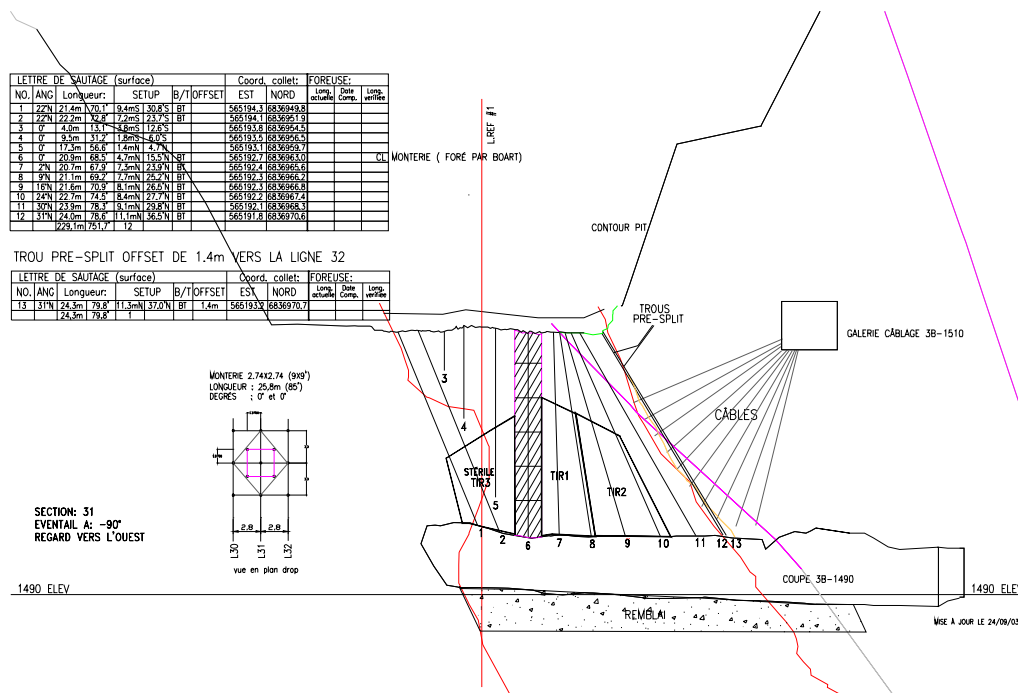 LETTRE DE SAUTAGE (surface) Coord. collet: FOREUSE:
NO. ANG Longueur: SETUP B/T OFFSET EST NORD Long. actuelle Date Comp. Long. vérifiée
1 22°N 21.4m 70.1' 9.4mS 30.8'S BT 565194.3 6836949.8
2 22°N 22.2m 72.8' 7.2mS 23.7'S BT 565194.1 6836951.9
3 0° 4.0m 13.1' 3.8mS 12.6'S 565193.8 6836954.5
4 0° 9.5m 31.2' 1.8mS 6.0'S 565193.5 6836956.5
5 0° 17.3m 56.6' 1.4mN 4.7'N 565193.1 6836959.7
6 0° 20.9m 68.5' 4.7mN 15.5'N BT 565192.7 6836963.0 CL MONTERIE ( FORÉ PAR BOART)
7 2°N 20.7m 67.9' 7.3mN 23.9'N BT 565192.4 6836965.6
8 9°N 21.1m 69.2' 7.7mN 25.2'N BT 565192.3 6836966.2
9 16°N 21.6m 70.9' 8.1mN 26.5'N BT 565192.3 6836966.8
10 24°N 22.7m 74.5' 8.4mN 27.7'N BT 565192.2 6836967.4
11 30°N 23.9m 78.3' 9.1mN 29.8'N BT 565192.1 6836968.3
12 31°N 24.0m 78.6' 11.1mN 36.5'N BT 565191.8 6836970.6
229.1m 751.7' 12
L.REF #1
CONTOUR PIT
TROU PRE-SPLIT OFFSET DE 1.4m VERS LA LIGNE 32
LETTRE DE SAUTAGE (surface) Coord. collet: FOREUSE:
NO. ANG Longueur: SETUP B/T OFFSET EST NORD Long. actuelle Date Comp. Long. vérifiée
13 31°N 24.3m 79.8' 11.3mN 37.0'N BT 1.4m 565193.2 6836970.7
24.3m 79.8' 1
TROUS
PRE-SPLIT
GALERIE CÂBLAGE 3B-1510
MONTERIE 2.74X2.74 (9X9')
LONGUEUR : 25.8m (85')
DEGRÉS : 0° et 0°
3
4
CÂBLES
STÉRILE
TIR3
TIR1
TIR2
5
SECTION: 31
EVENTAIL A: -90°
REGARD VERS L'OUEST
2.8 2.8
L30 L31 L32
vue en plan drop
1 2 6 7 8 9 10 11 12 13
COUPE 3B-1490
1490 ELEV
1490 ELEV
REMBLAI
MISE À JOUR LE 24/09/03